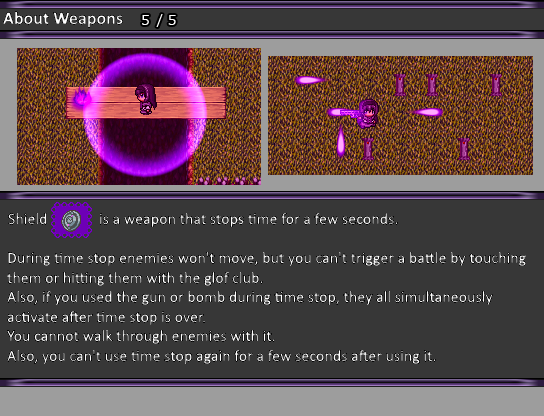 About Weapons 5 / 5
Shield is a weapon that stops time for a few seconds.
During time stop enemies won't move, but you can't trigger a battle by touching
them or hitting them with the glof club.
Also, if you used the gun or bomb during time stop, they all simultaneously
activate after time stop is over.
You cannot walk through enemies with it.
Also, you can't use time stop again for a few seconds after using it.